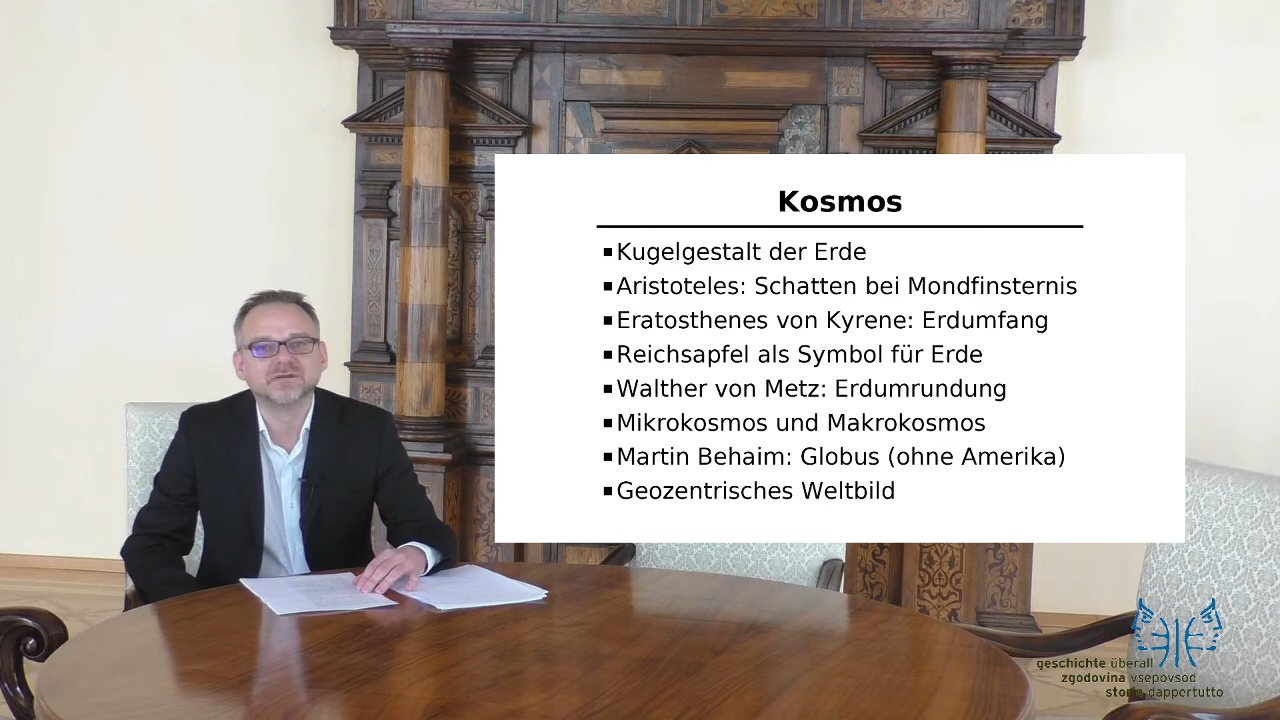 Kosmos
▪Kugelgestalt der Erde
▪Aristoteles: Schatten bei Mondfinsternis
▪Eratosthenes von Kyrene: Erdumfang
▪Reichsapfel als Symbol für Erde
▪Walther von Metz: Erdumrundung
▪Mikrokosmos und Makrokosmos
▪Martin Behaim: Globus (ohne Amerika)
▪Geozentrisches Weltbild
geschichte überall
zgodovina vsepovsod
storia dappertutto